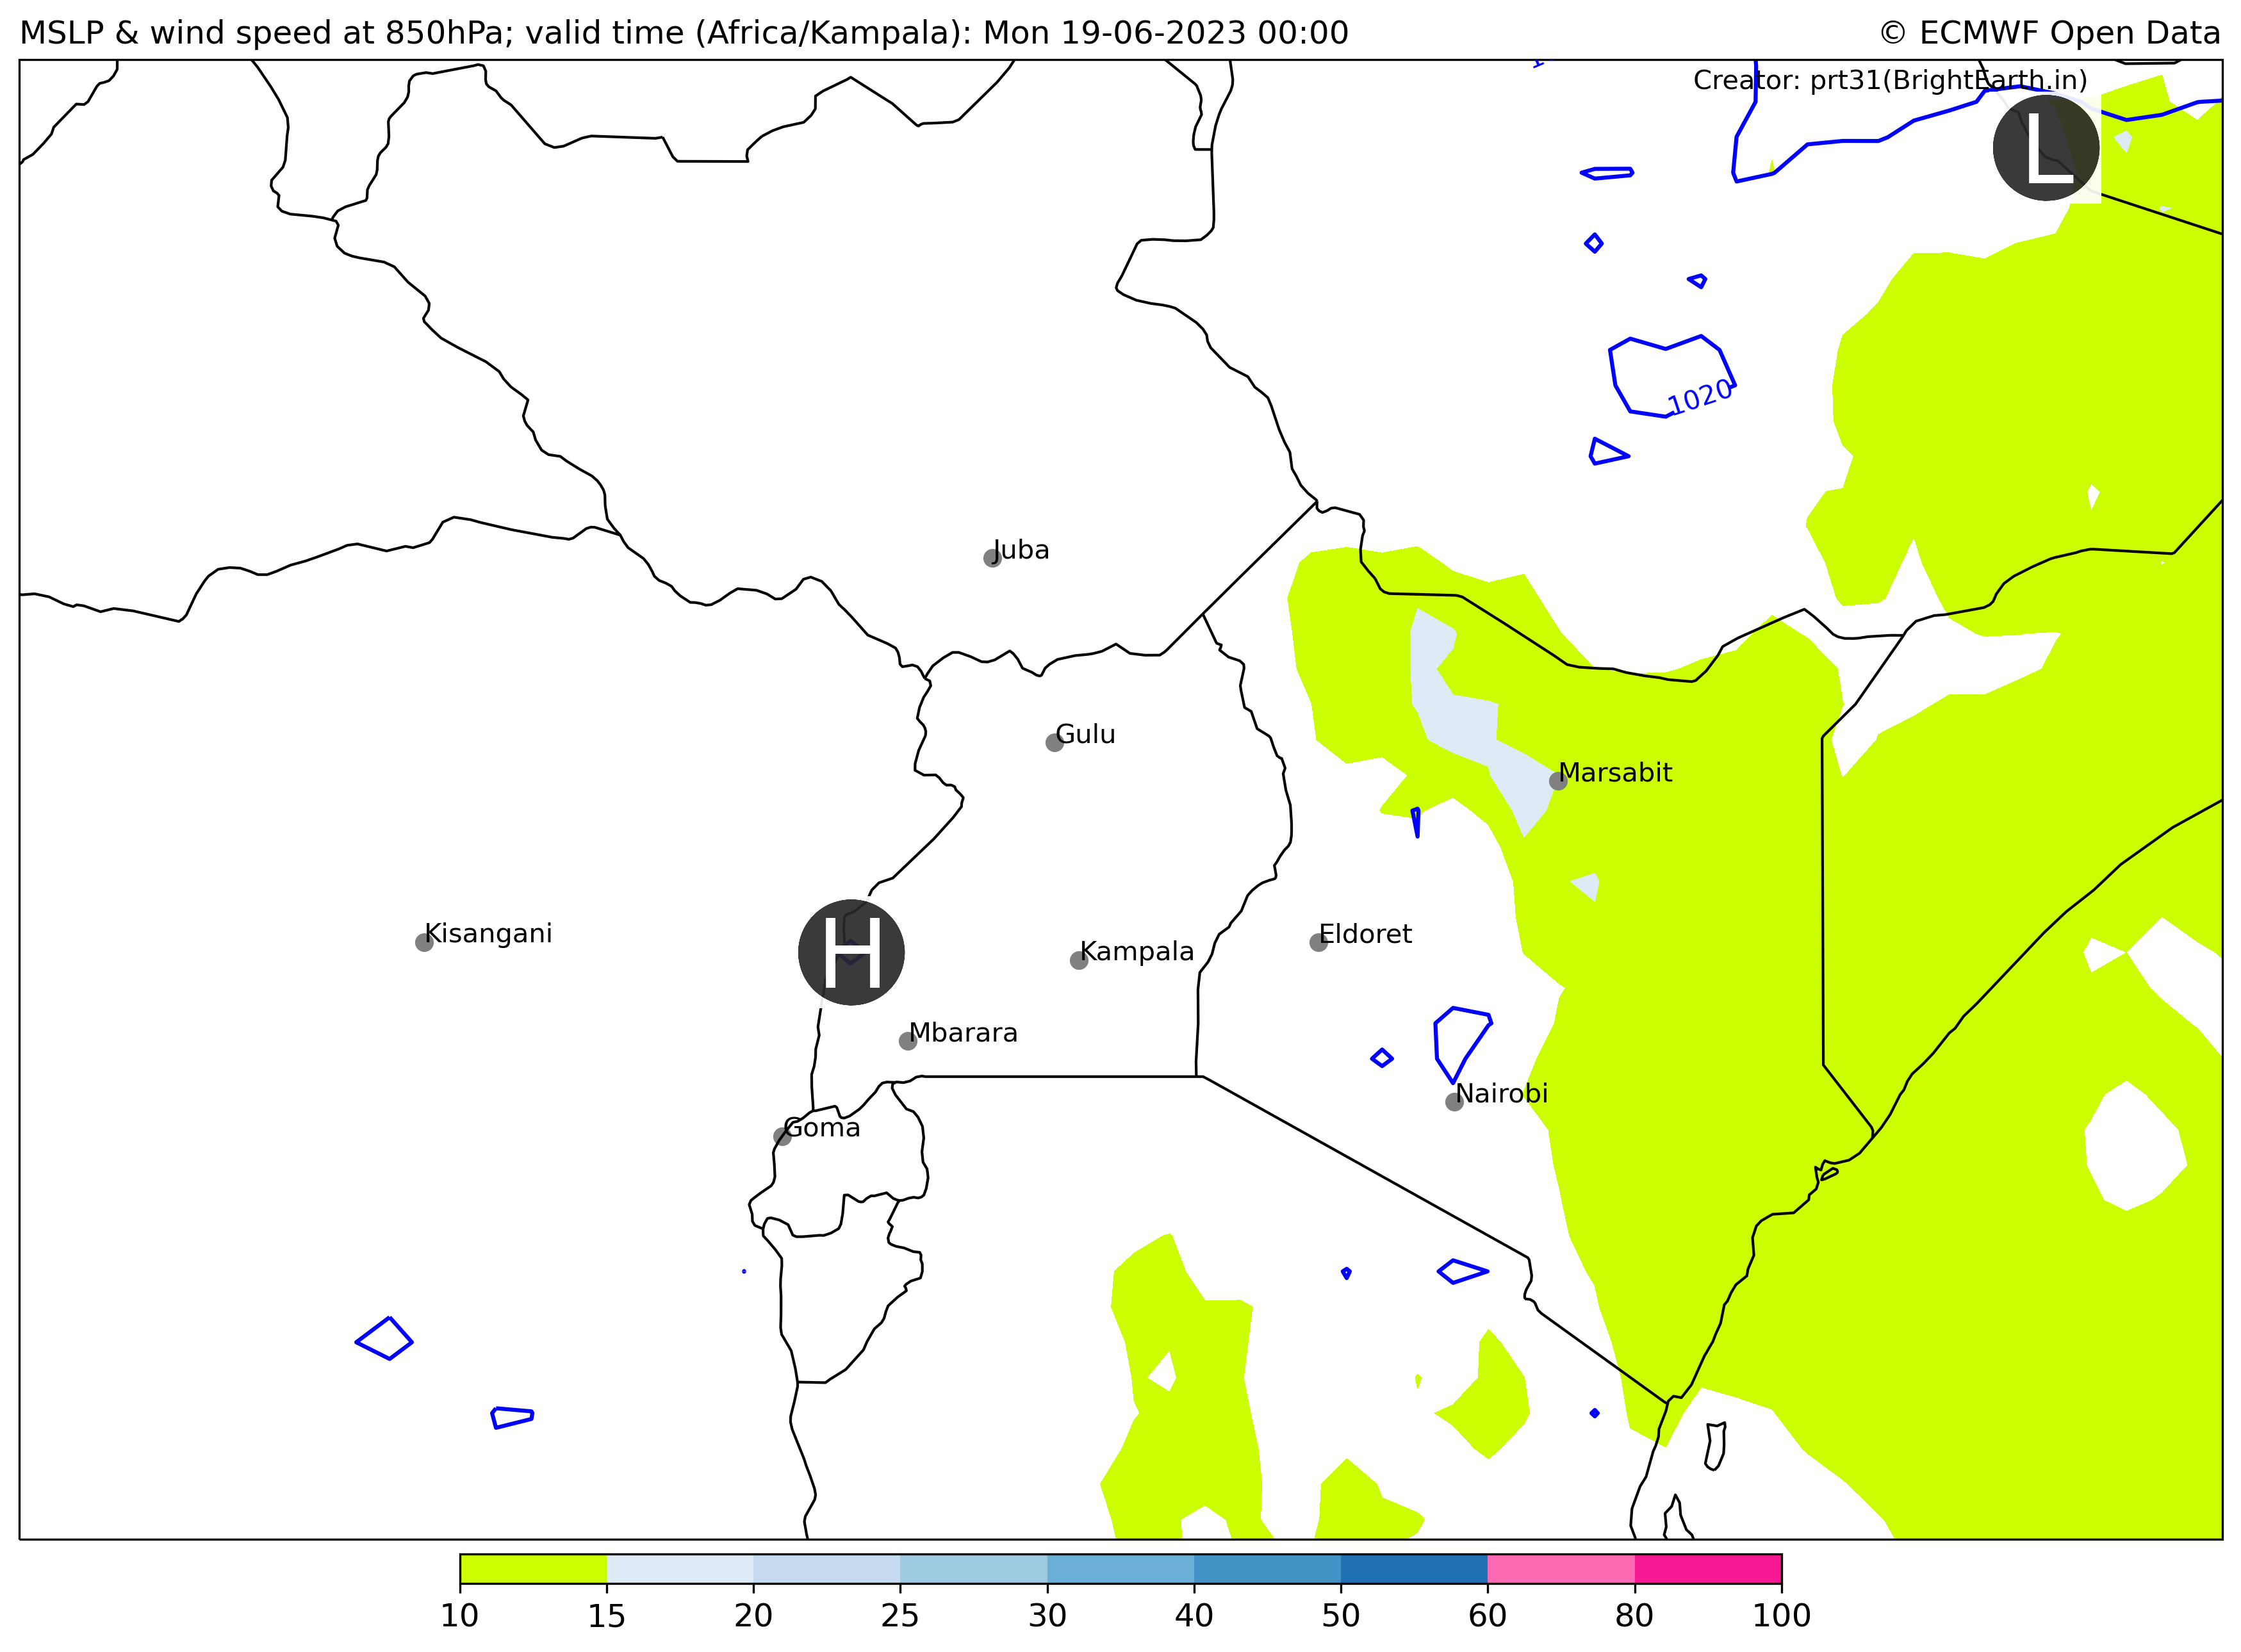 MSLP & wind speed at 850hPa; valid time (Africa/Kampala): Mon 19-06-2023 00:00
© ECMWF Open Data
Creator: prt31(BrightEarth.in)
L
1020
Juba
Gulu
Marsabit
Kisangani
H
Kampala
Eldoret
Mbarara
Nairobi
Goma
10 15 20 25 30 40 50 60 80 100